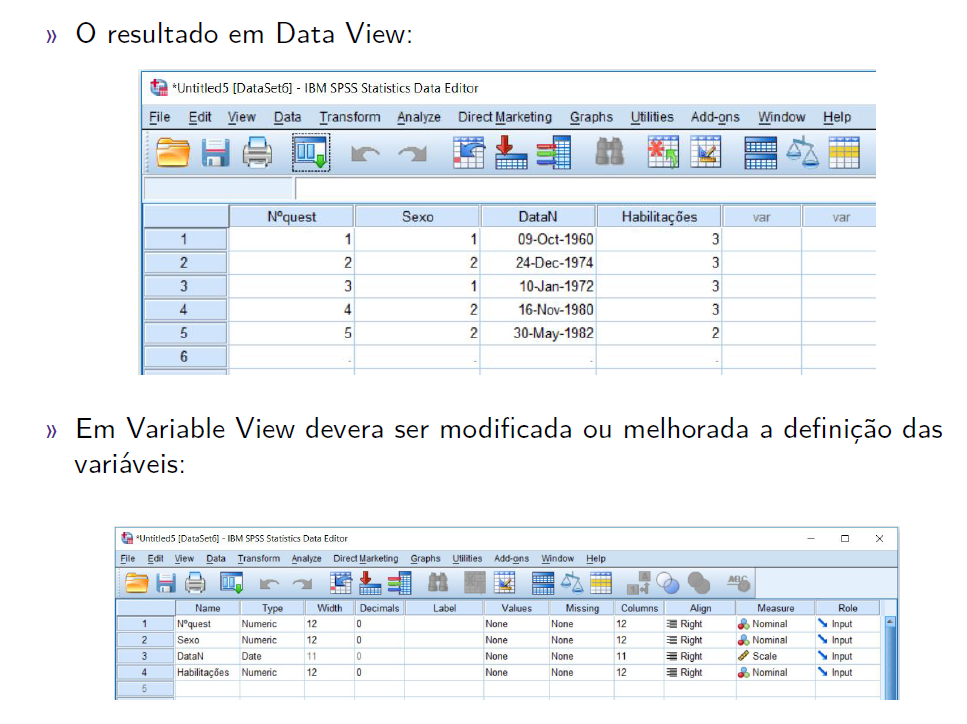 » O resultado em Data View:
*Untitled5 [DataSet6] - IBM SPSS Statistics Data Editor
File Edit View Data Transform Analyze Direct Marketing Graphs Utilities Add-ons Window Help
Nºquest Sexo DataN Habilitações var var
1 1 1 09-Oct-1960 3
2 2 2 24-Dec-1974 3
3 3 1 10-Jan-1972 3
4 4 2 16-Nov-1980 3
5 5 2 30-May-1982 2
6 . . . .
» Em Variable View devera ser modificada ou melhorada a definição das
variáveis:
*Untitled5 [DataSet6] - IBM SPSS Statistics Data Editor
File Edit View Data Transform Analyze Direct Marketing Graphs Utilities Add-ons Window Help
Name Type Width Decimals Label Values Missing Columns Align Measure Role
1 Nºquest Numeric 12 0 None None 12 Right Nominal Input
2 Sexo Numeric 12 0 None None 12 Right Nominal Input
3 DataN Date 11 0 None None 11 Right Scale Input
4 Habilitações Numeric 12 0 None None 12 Right Nominal Input
5